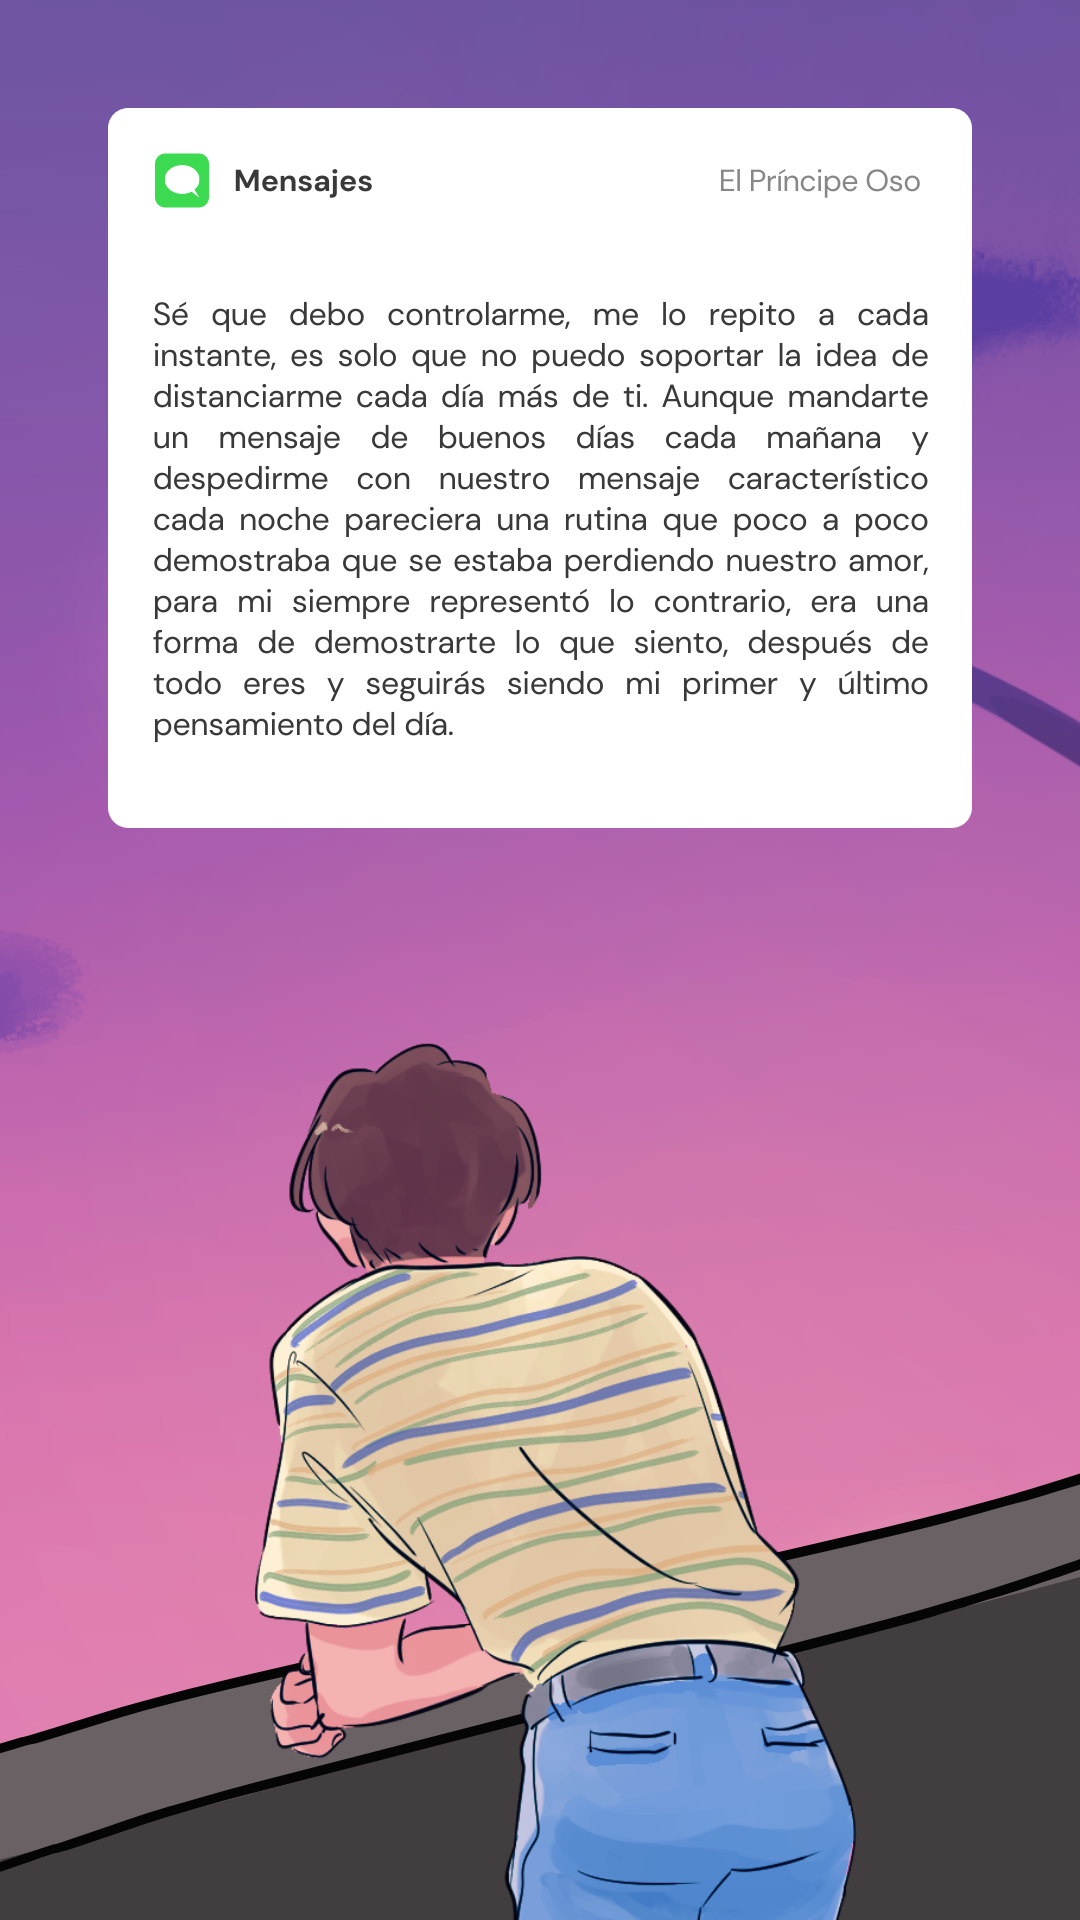 Mensajes
El Príncipe Oso
Sé que debo controlarme, me lo repito a cada
instante, es solo que no puedo soportar la idea de
distanciarme cada día más de ti. Aunque mandarte
un mensaje de buenos días cada mañana y
despedirme con nuestro mensaje característico
cada noche pareciera una rutina que poco a poco
demostraba que se estaba perdiendo nuestro amor,
para mi siempre representó lo contrario, era una
forma de demostrarte lo que siento, después de
todo eres y seguirás siendo mi primer y último
pensamiento del día.